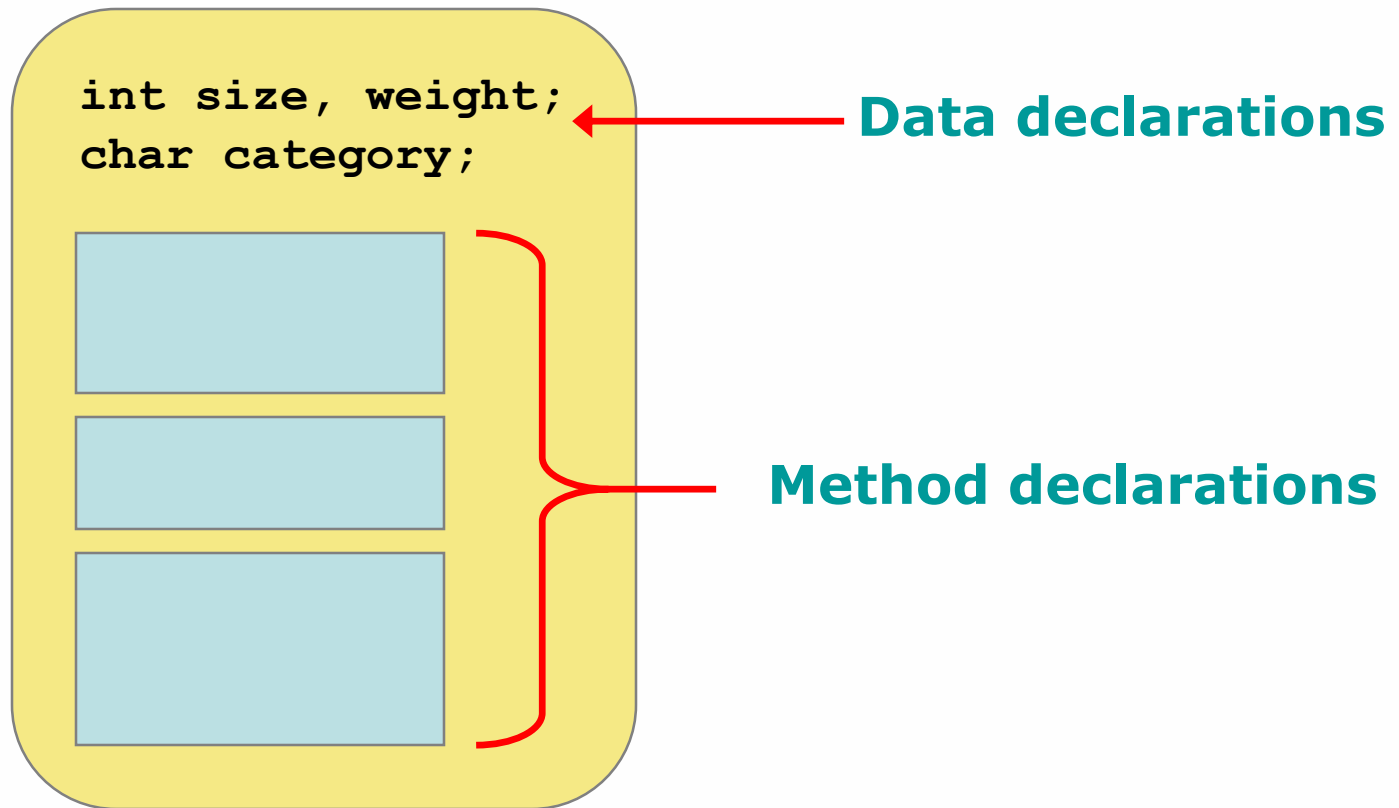 int size, weight;
char category;
Data declarations
Method declarations